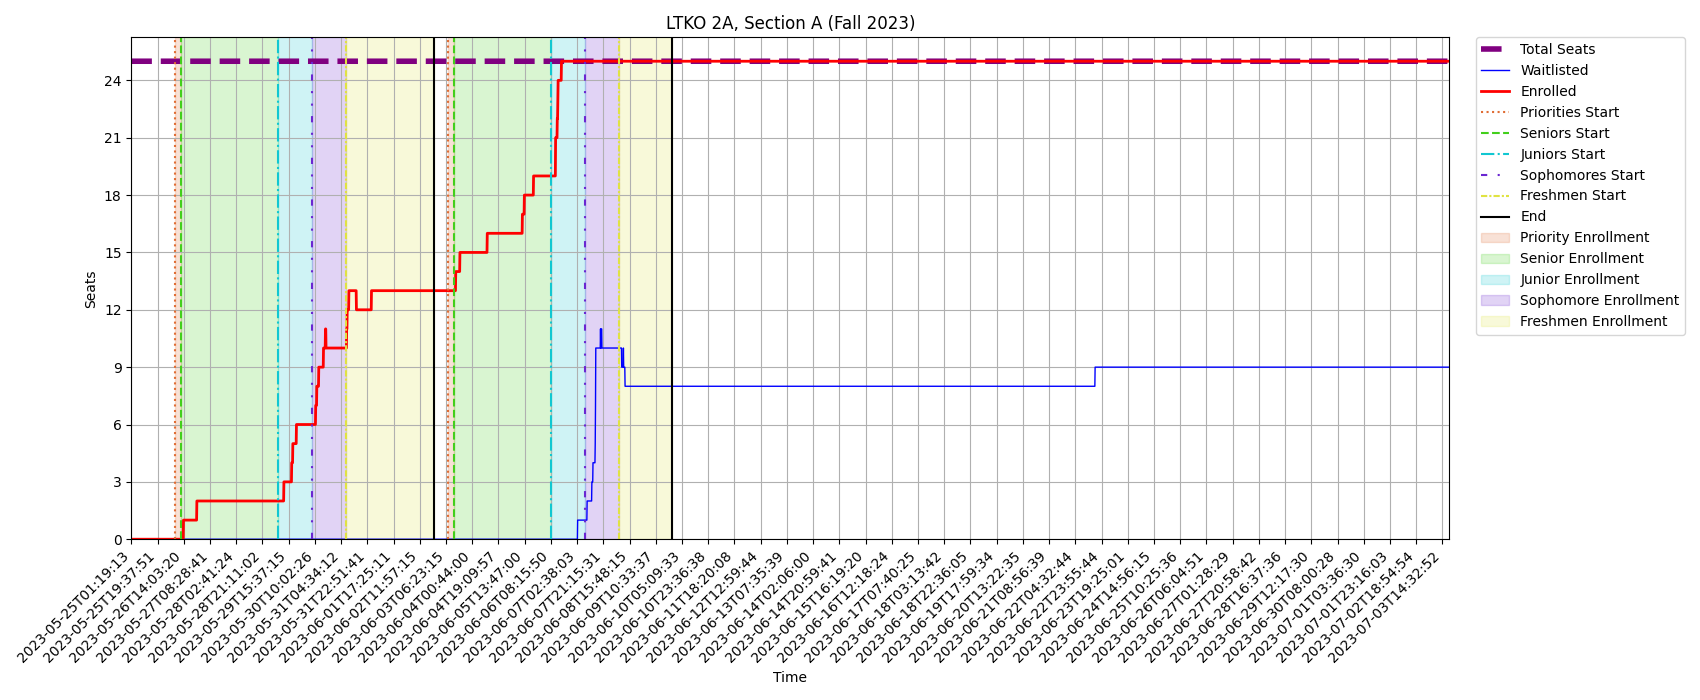 LTKO 2A, Section A (Fall 2023)
Total Seats
Waitlisted
Enrolled
Priorities Start
Seniors Start
Juniors Start
Sophomores Start
Freshmen Start
End
Priority Enrollment
Senior Enrollment
Junior Enrollment
Sophomore Enrollment
Freshmen Enrollment
Seats
24
21
18
15
12
9
6
3
0
2023-05-25T01:19:13
2023-05-25T19:37:51
2023-05-26T14:03:20
2023-05-27T08:28:41
2023-05-28T02:41:24
2023-05-28T21:11:02
2023-05-29T15:37:15
2023-05-30T10:02:26
2023-05-31T04:34:12
2023-05-31T22:51:41
2023-06-01T17:25:11
2023-06-02T11:57:15
2023-06-03T06:23:15
2023-06-04T00:44:00
2023-06-04T19:09:57
2023-06-05T13:47:00
2023-06-06T08:15:50
2023-06-07T02:38:03
2023-06-07T21:15:31
2023-06-08T15:48:15
2023-06-09T10:33:37
2023-06-10T05:09:33
2023-06-10T23:36:38
2023-06-11T18:20:08
2023-06-12T12:59:44
2023-06-13T07:35:39
2023-06-14T02:06:00
2023-06-14T20:59:41
2023-06-15T16:19:20
2023-06-16T12:18:24
2023-06-17T07:40:25
2023-06-18T03:13:42
2023-06-18T22:36:05
2023-06-19T17:59:34
2023-06-20T13:22:35
2023-06-21T08:56:39
2023-06-22T04:32:44
2023-06-22T23:55:44
2023-06-23T19:25:01
2023-06-24T14:56:15
2023-06-25T10:25:36
2023-06-26T06:04:51
2023-06-27T01:28:29
2023-06-27T20:58:42
2023-06-28T16:37:36
2023-06-29T12:17:30
2023-06-30T08:00:28
2023-07-01T03:36:30
2023-07-01T23:16:03
2023-07-02T18:54:54
2023-07-03T14:32:52
Time